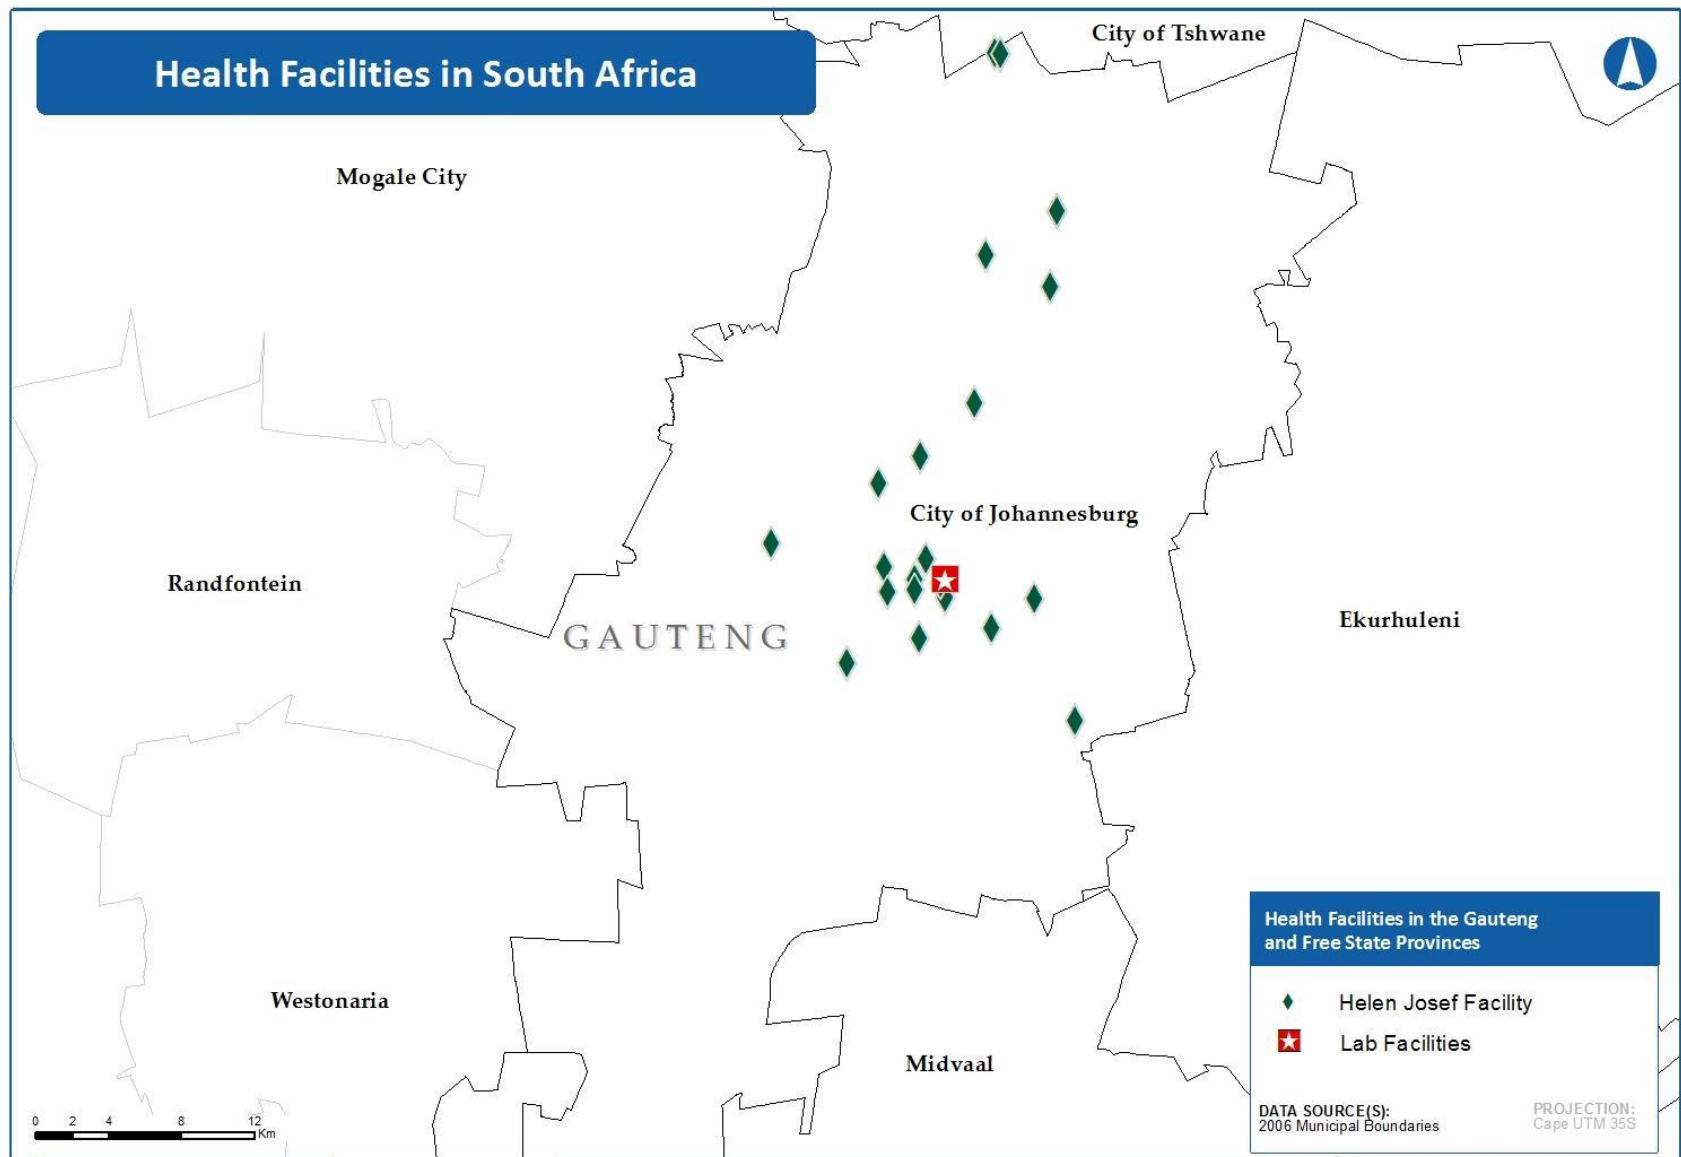 Health Facilities in South Africa
City of Tshwane
Mogale City
City of Johannesburg
Randfontein
GAUTENG
Ekurhuleni
Westonaria
Midvaal
Health Facilities in the Gauteng
and Free State Provinces
Helen Josef Facility
Lab Facilities
DATA SOURCE(S):
2006 Municipal Boundaries
PROJECTION:
Cape UTM 35S
0 2 4 8 12
Km